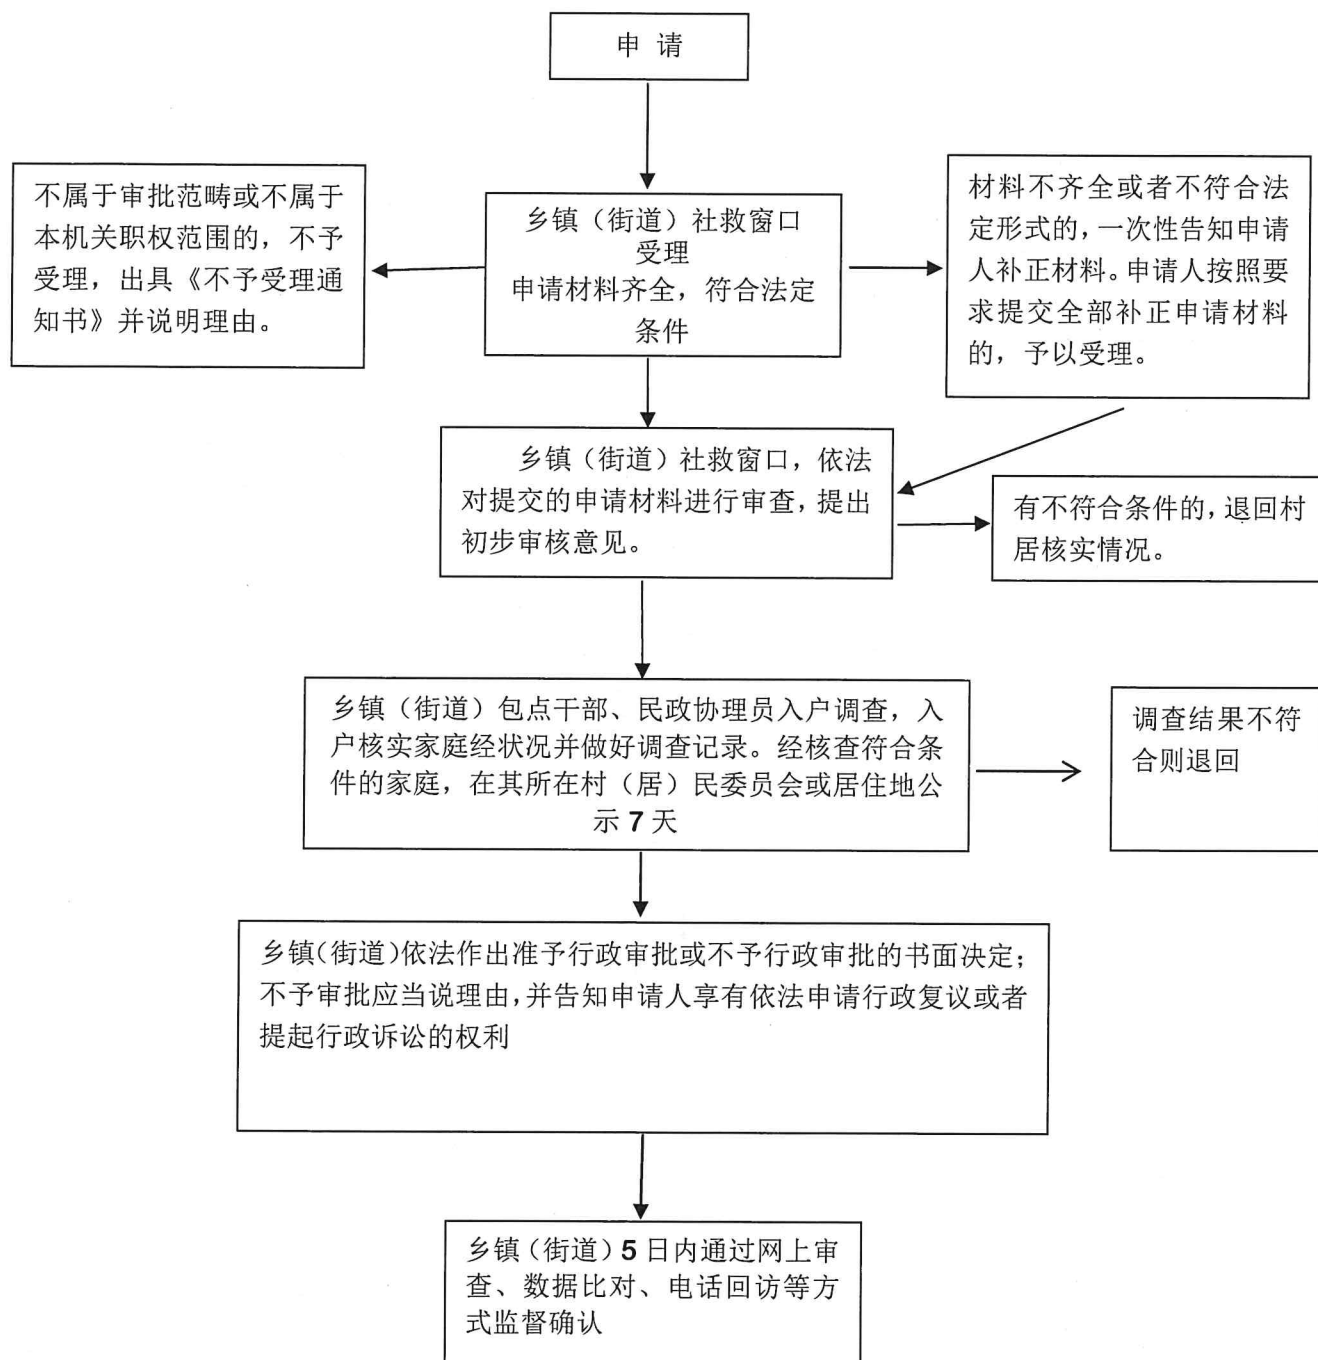 申 请
不属于审批范畴或不属于
本机关职权范围的，不予
受理，出具《不予受理通
知书》并说明理由。
乡镇（街道）社救窗口
受理
申请材料齐全，符合法定
条件
材料不齐全或者不符合法
定形式的，一次性告知申请
人补正材料。申请人按照要
求提交全部补正申请材料
的，予以受理。
乡镇（街道）社救窗口，依法
对提交的申请材料进行审查，提出
初步审核意见。
有不符合条件的，退回村
居核实情况。
乡镇（街道）包点干部、民政协理员入户调查，入
户核实家庭经状况并做好调查记录。经核查符合条
件的家庭，在其所在村（居）民委员会或居住地公
示 7 天
调查结果不符
合则退回
乡镇（街道）依法作出准予行政审批或不予行政审批的书面决定；
不予审批应当说理由，并告知申请人享有依法申请行政复议或者
提起行政诉讼的权利
乡镇（街道）5 日内通过网上审
查、数据比对、电话回访等方
式监督确认